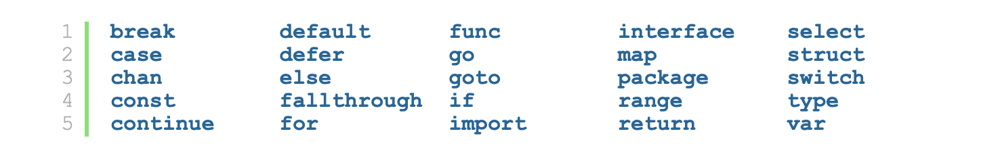 1 break default func interface select
2 case defer go map struct
3 chan else goto package switch
4 const fallthrough if range type
5 continue for import return var